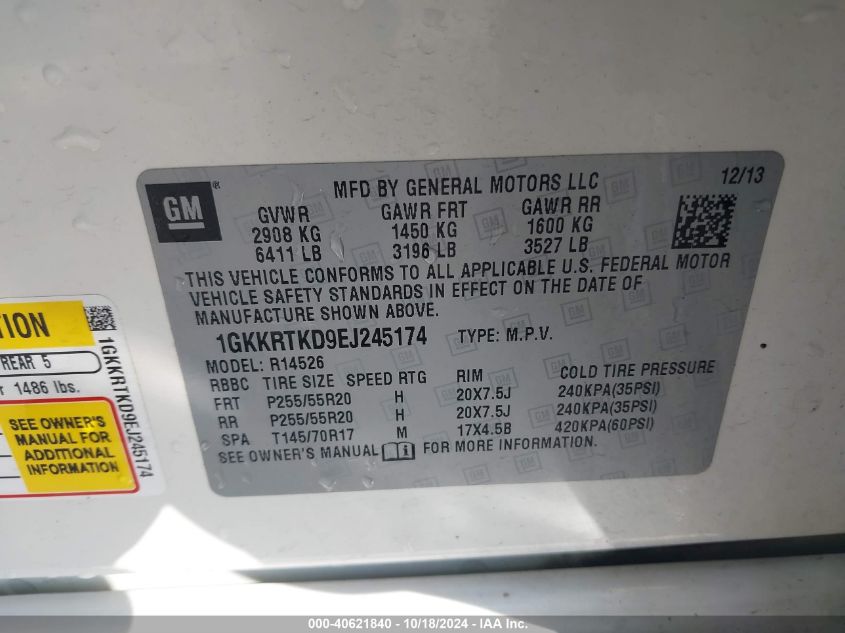 GM
®
MFD BY GENERAL MOTORS LLC
12/13
GVWR GAWR FRT GAWR RR
2908 KG 1450 KG 1600 KG
6411 LB 3196 LB 3527 LB
THIS VEHICLE CONFORMS TO ALL APPLICABLE U.S. FEDERAL MOTOR
VEHICLE SAFETY STANDARDS IN EFFECT ON THE DATE OF
MANUFACTURE SHOWN ABOVE.
1GKKRTKD9EJ245174 TYPE: M.P.V.
MODEL: R14526
RBBC TIRE SIZE SPEED RTG RIM COLD TIRE PRESSURE
FRT P255/55R20 H 20X7.5J 240KPA(35PSI)
RR P255/55R20 H 20X7.5J 240KPA(35PSI)
SPA T145/70R17 M 17X4.5B 420KPA(60PSI)
SEE OWNER'S MANUAL FOR MORE INFORMATION.
REAR 5
1486 lbs.
SEE OWNER'S
MANUAL FOR
ADDITIONAL
INFORMATION
1GKKRTKD9EJ245174
000-40621840 - 10/18/2024 - IAA Inc.